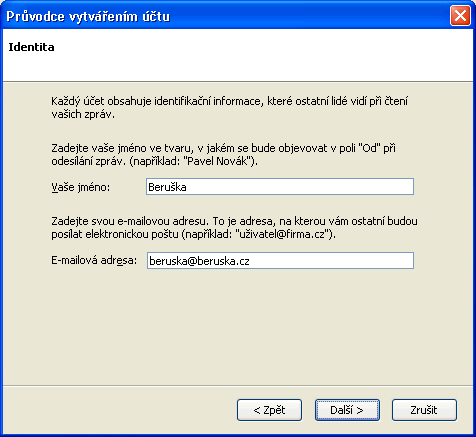 Průvodce vytvářením účtu
Identita
Každý účet obsahuje identifikační informace, které ostatní lidé vidí při čtení
vašich zpráv.
Zadejte vaše jméno ve tvaru, v jakém se bude objevovat v poli "Od" při
odesílání zpráv. (například: "Pavel Novák").
Vaše jméno: Beruška
Zadejte svou e-mailovou adresu. To je adresa, na kterou vám ostatní budou
posílat elektronickou poštu (například: "uživatel@firma.cz").
E-mailová adresa: beruska@beruska.cz
< Zpět Další > Zrušit